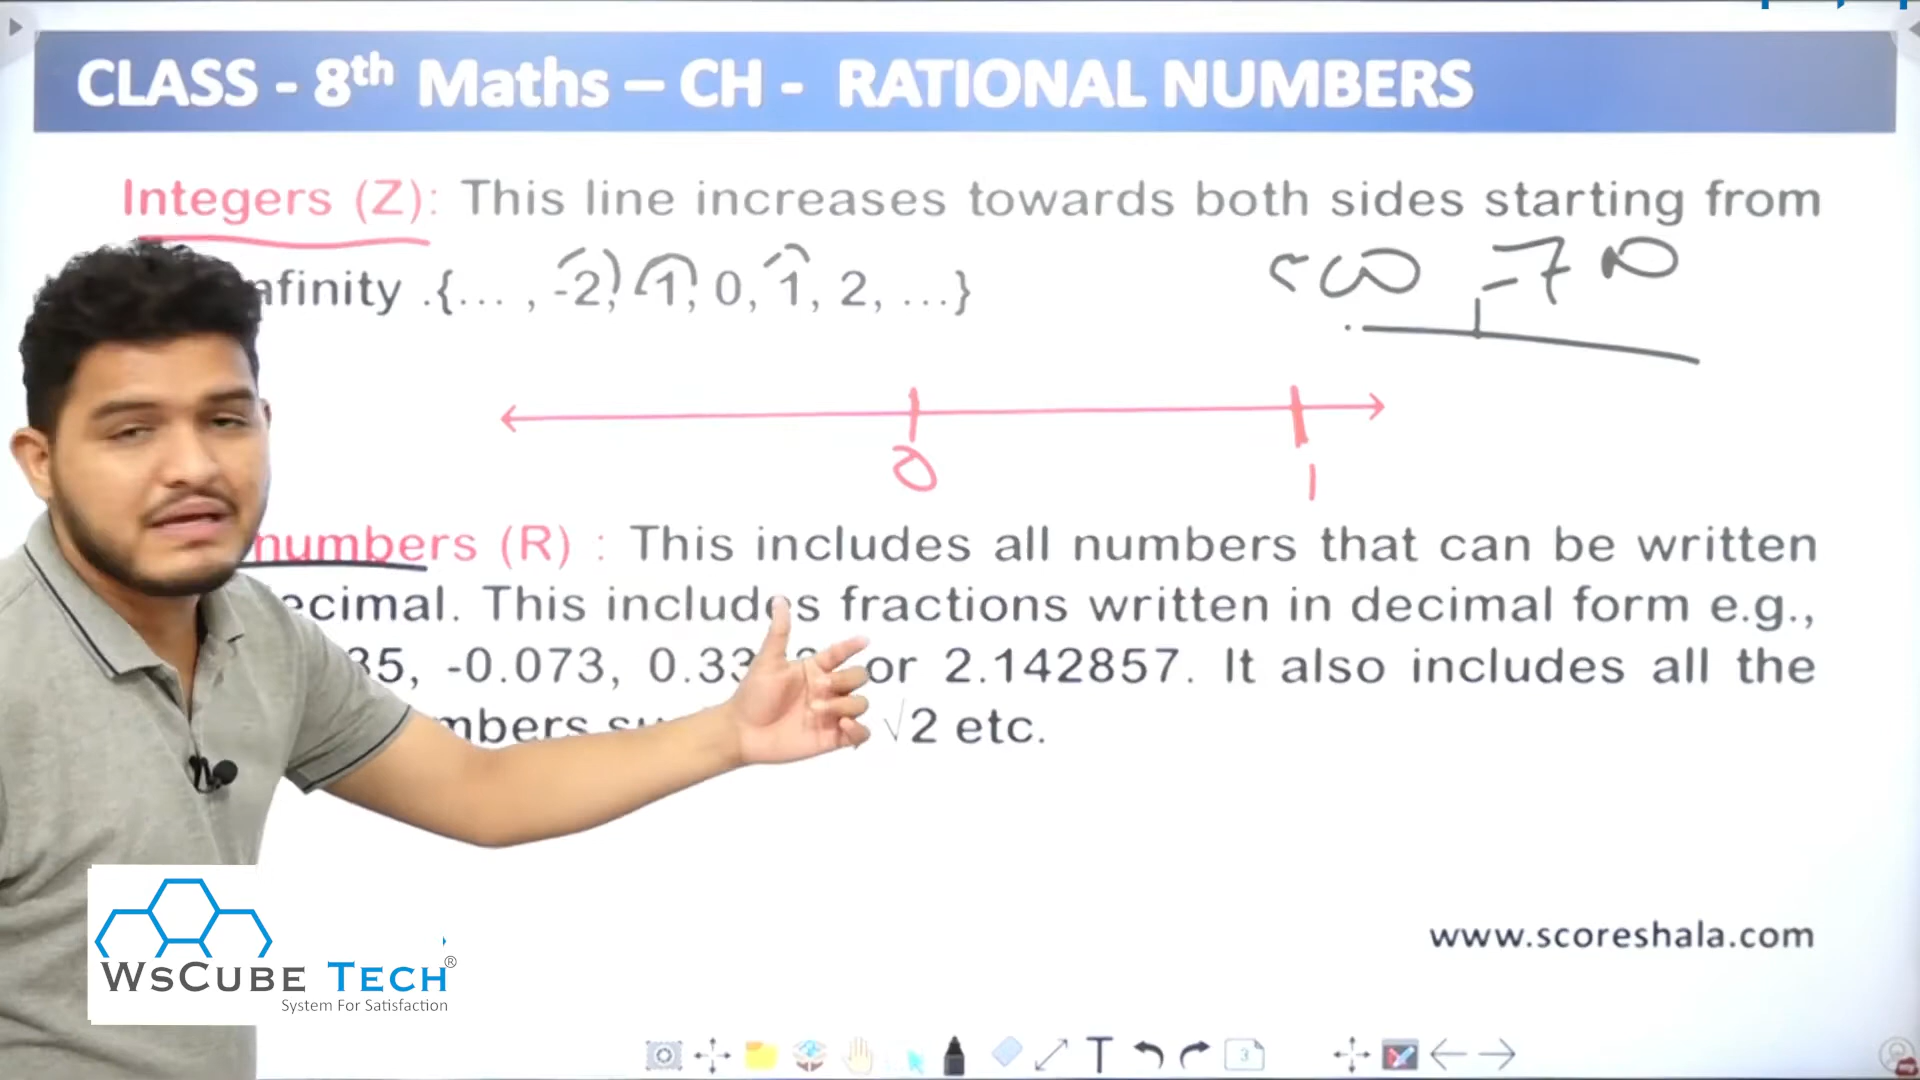 CLASS - 8th Maths – CH - RATIONAL NUMBERS
Integers (Z): This line increases towards both sides starting from
finity .{... , -2, -1, 0, 1, 2, ...}
0
1
numbers (R) : This includes all numbers that can be written
ecimal. This includes fractions written in decimal form e.g.,
35, -0.073, or 2.142857. It also includes all the
mbers √2 etc.
www.scoreshala.com
WSCUBE TECH®
System For Satisfaction
T
3